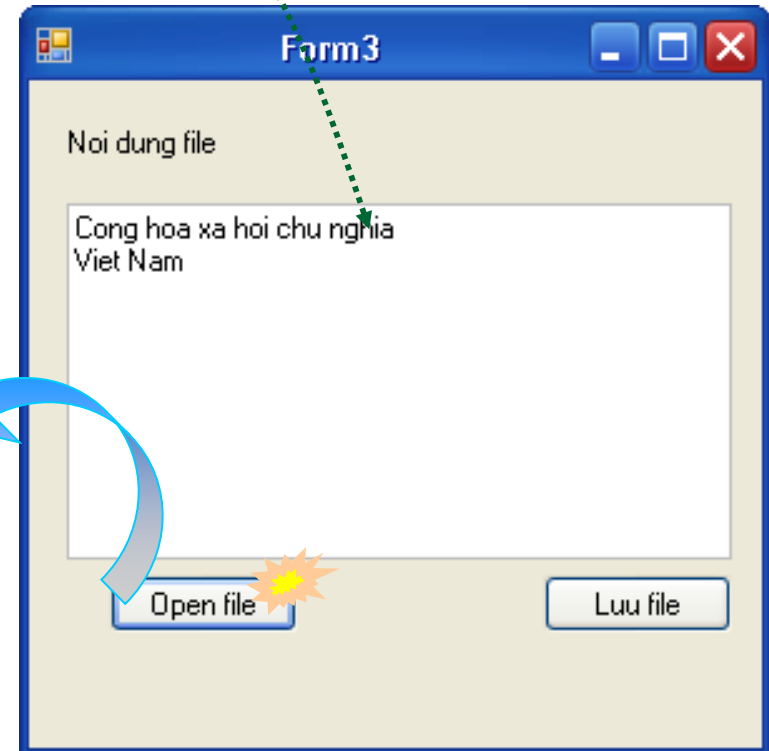 Form3
Noi dung file
Cong hoa xa hoi chu nghia
Viet Nam
Open file
Luu file